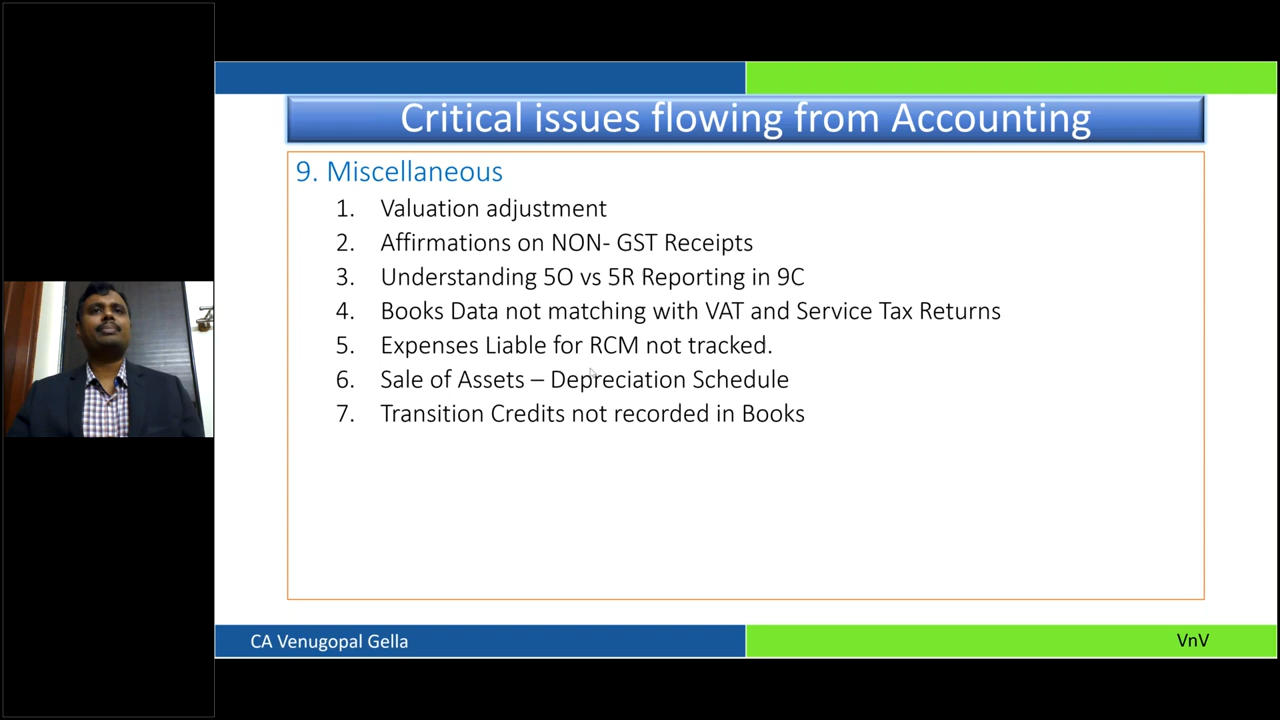 Critical issues flowing from Accounting
9. Miscellaneous
1. Valuation adjustment
2. Affirmations on NON- GST Receipts
3. Understanding 5O vs 5R Reporting in 9C
4. Books Data not matching with VAT and Service Tax Returns
5. Expenses Liable for RCM not tracked.
6. Sale of Assets – Depreciation Schedule
7. Transition Credits not recorded in Books
CA Venugopal Gella
VnV